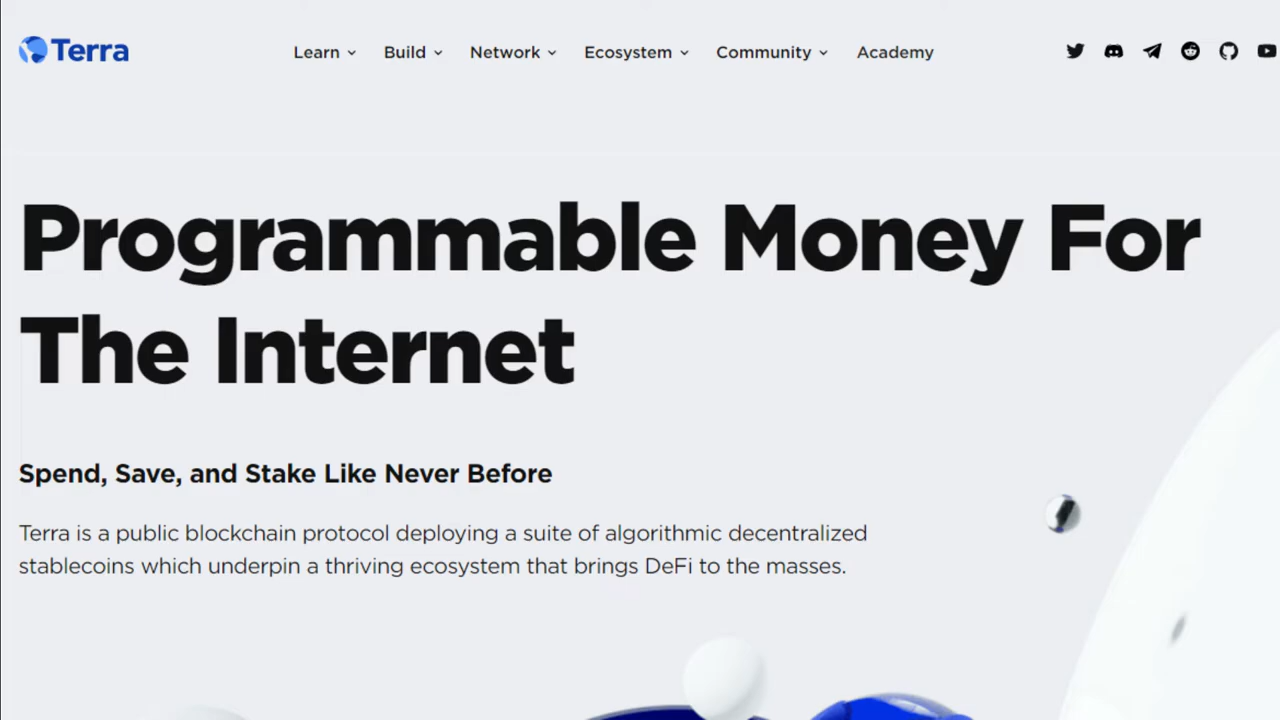 Terra
Learn Build Network Ecosystem Community Academy
Programmable Money For
The Internet
Spend, Save, and Stake Like Never Before
Terra is a public blockchain protocol deploying a suite of algorithmic decentralized
stablecoins which underpin a thriving ecosystem that brings DeFi to the masses.